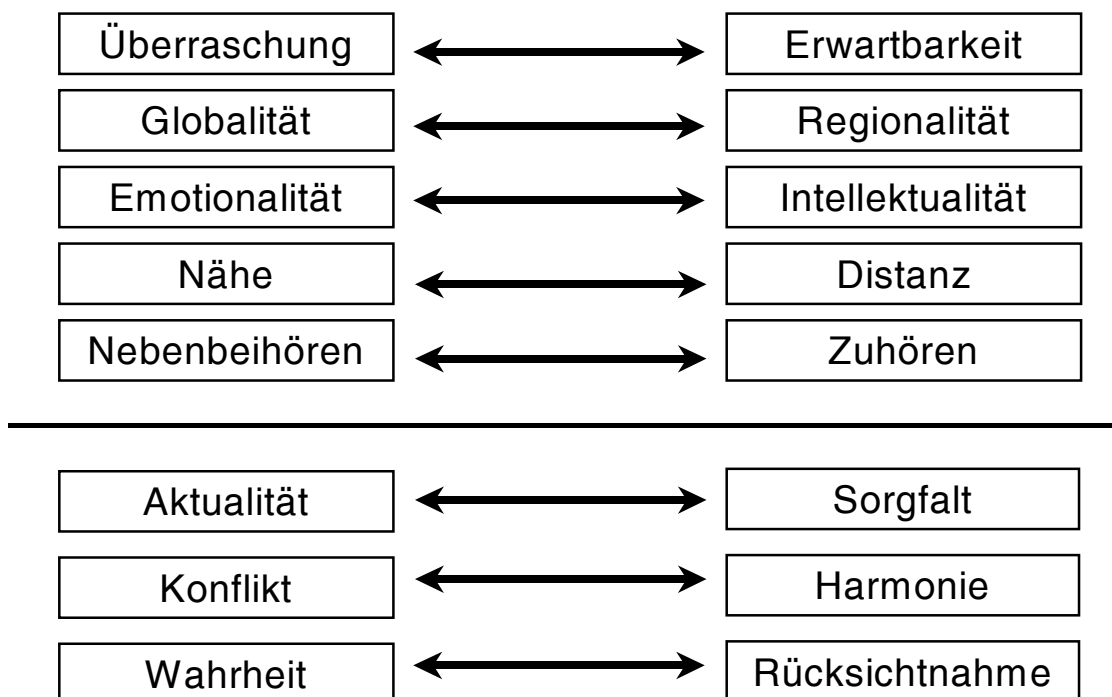 Überraschung Erwartbarkeit
Globalität Regionalität
Emotionalität Intellektualität
Nähe Distanz
Nebenbeihören Zuhören
Aktualität Sorgfalt
Konflikt Harmonie
Wahrheit Rücksichtnahme